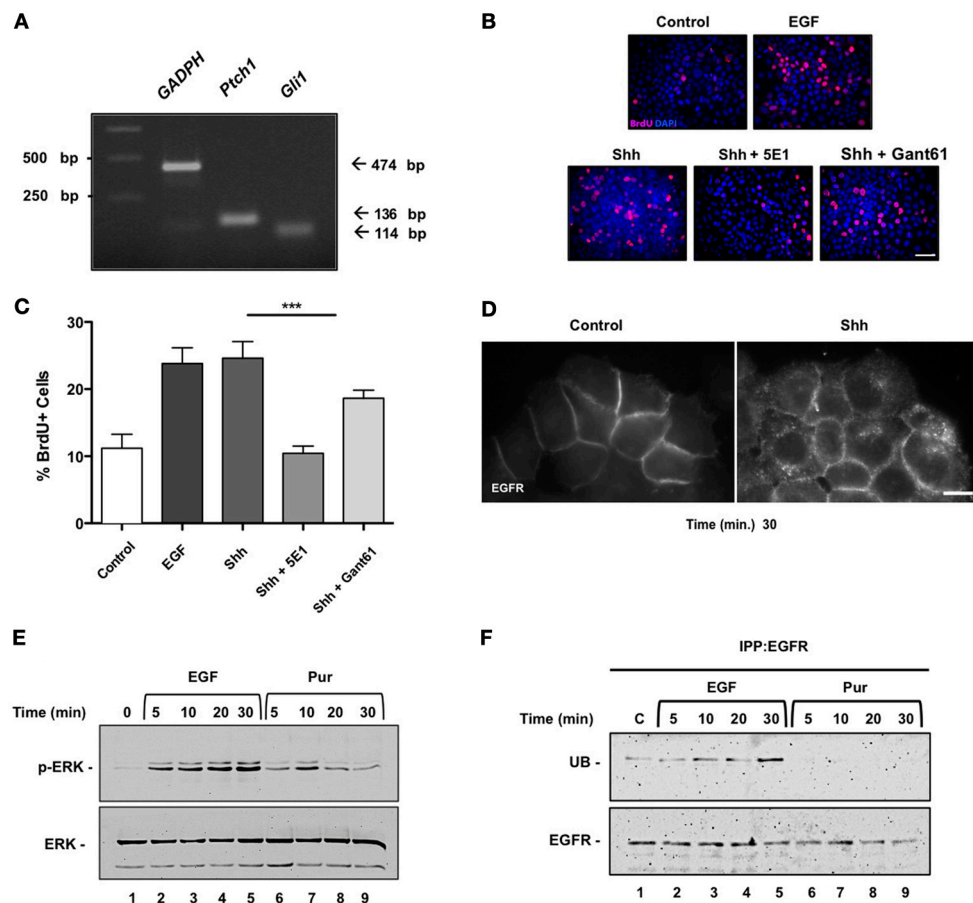 A
GADPH Ptch1 Gli1
500 bp -
250 bp -
← 474 bp
← 136 bp
← 114 bp
B
Control EGF
BrdU DAPI
Shh Shh + 5E1 Shh + Gant61
C
***
% BrdU+ Cells
30
20
10
0
Control EGF Shh Shh + 5E1 Shh + Gant61
D
Control Shh
EGFR
Time (min.) 30
E
EGF Pur
Time (min) 0 5 10 20 30 5 10 20 30
p-ERK -
ERK -
1 2 3 4 5 6 7 8 9
F
IPP:EGFR
EGF Pur
Time (min) C 5 10 20 30 5 10 20 30
UB -
EGFR -
1 2 3 4 5 6 7 8 9